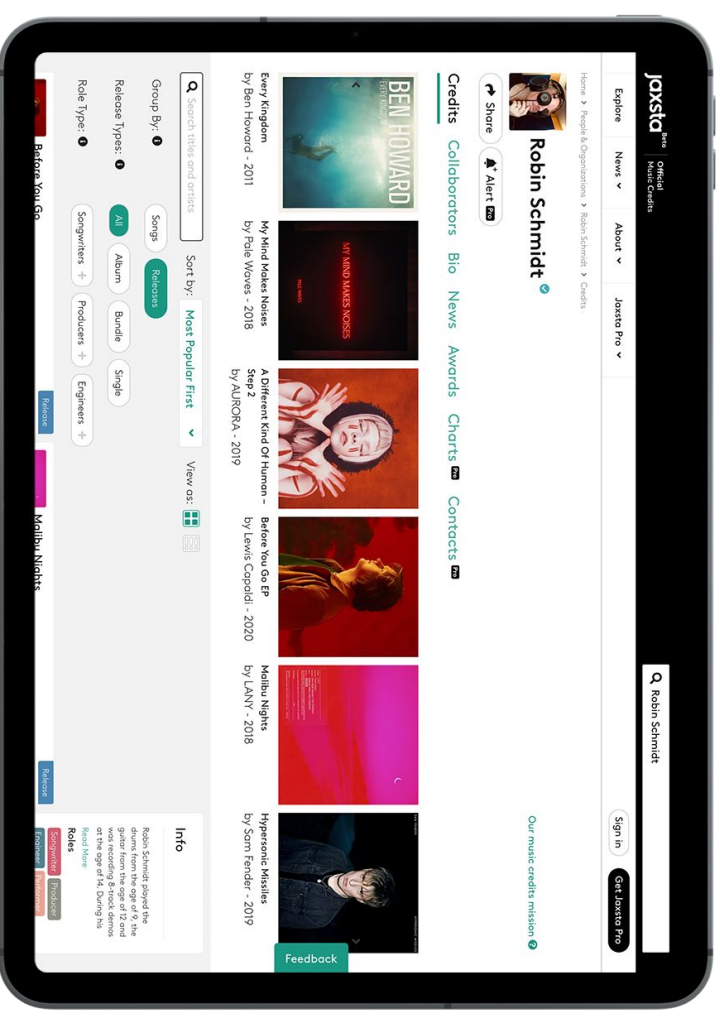 Jaxsta Beta
Official
Music Credits
Robin Schmidt
Explore
News
About
Jaxsta Pro
Sign in
Get Jaxsta Pro
Home > People & Organizations > Robin Schmidt > Credits
Robin Schmidt
Our music credits mission ?
Share
Alert Pro
Credits
Collaborators
Bio
News
Awards
Charts Pro
Contacts Pro
BEN HOWARD
EVERY KINGDOM
MY MIND MAKES NOISES
PALE WAVES
Every Kingdom
by Ben Howard - 2011
My Mind Makes Noises
by Pale Waves - 2018
A Different Kind Of Human –
Step 2
by AURORA - 2019
Before You Go EP
by Lewis Capaldi - 2020
Malibu Nights
by LANY - 2018
Hypersonic Missiles
by Sam Fender - 2019
Feedback
Search titles and artists
Sort by:
Most Popular First
View as:
Group By:
Songs
Releases
Release Types:
All
Album
Bundle
Single
Role Type:
Songwriters +
Producers +
Engineers +
Before You Go
Release
Malibu Nights
Release
Info
Robin Schmidt played the
drums from the age of 9, the
guitar from the age of 12 and
was recording 8-track demos
at the age of 14. During his
Read More
Roles
Songwriter
Producer
Engineer
Performer